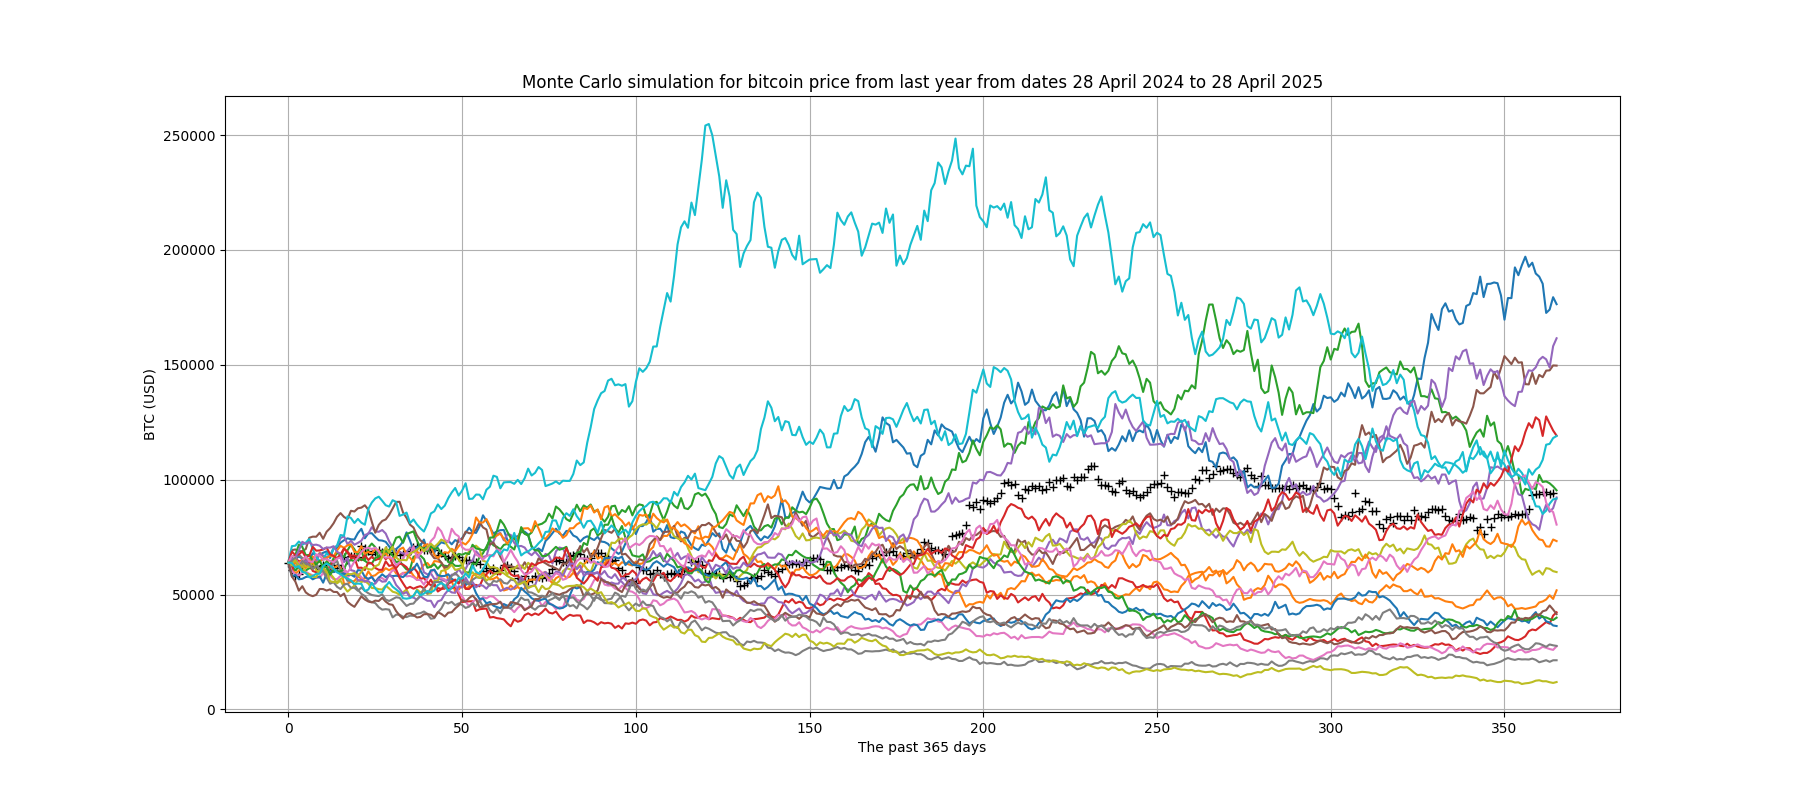 Monte Carlo simulation for bitcoin price from last year from dates 28 April 2024 to 28 April 2025
250000
200000
150000
100000
50000
0
BTC (USD)
0 50 100 150 200 250 300 350
The past 365 days